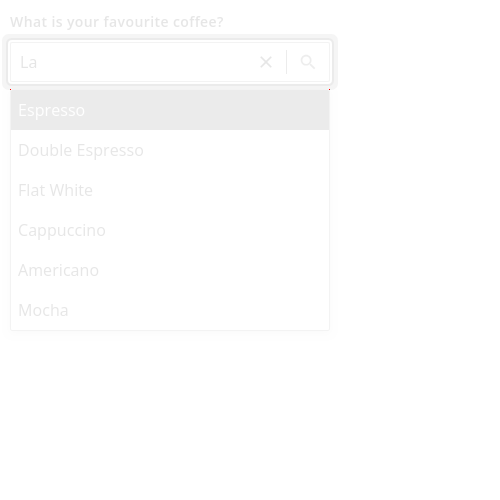 What is your favourite coffee?
La
Espresso
Double Espresso
Flat White
Cappuccino
Americano
Mocha